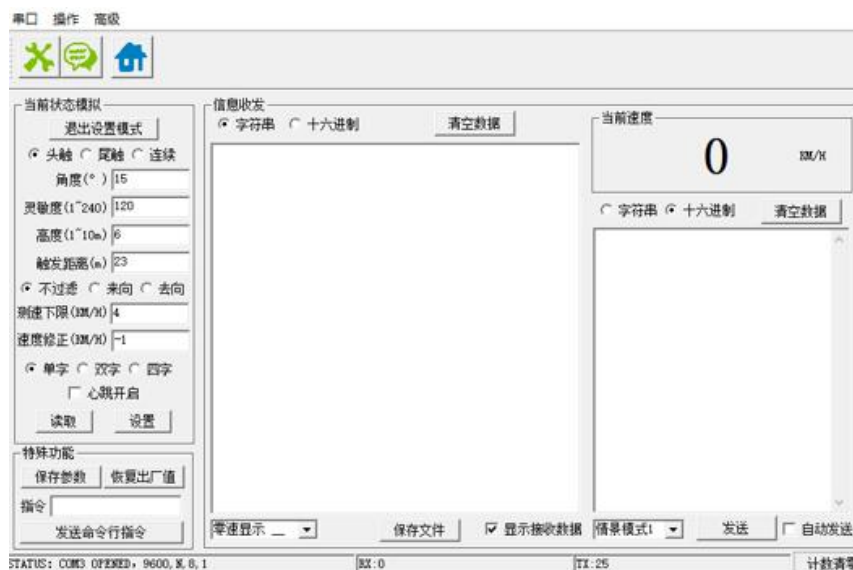 串口 操作 高级
当前状态模拟
退出设置模式
头触 尾触 连续
角度(°) 15
灵敏度(1~240) 120
高度(1~10m) 6
触发距离(m) 23
不过滤 来向 去向
测速下限(KM/H) 4
速度修正(KM/H) -1
单字 双字 四字
心跳开启
读取 设置
特殊功能
保存参数 恢复出厂值
指令
发送命令行指令
信息收发
字符串 十六进制 清空数据
零速显示 __ 保存文件 显示接收数据
当前速度
0 KM/H
字符串 十六进制 清空数据
情景模式1 发送 自动发送
STATUS: COM3 OPENED, 9600,N,8,1 RX:0 TX:25 计数清零